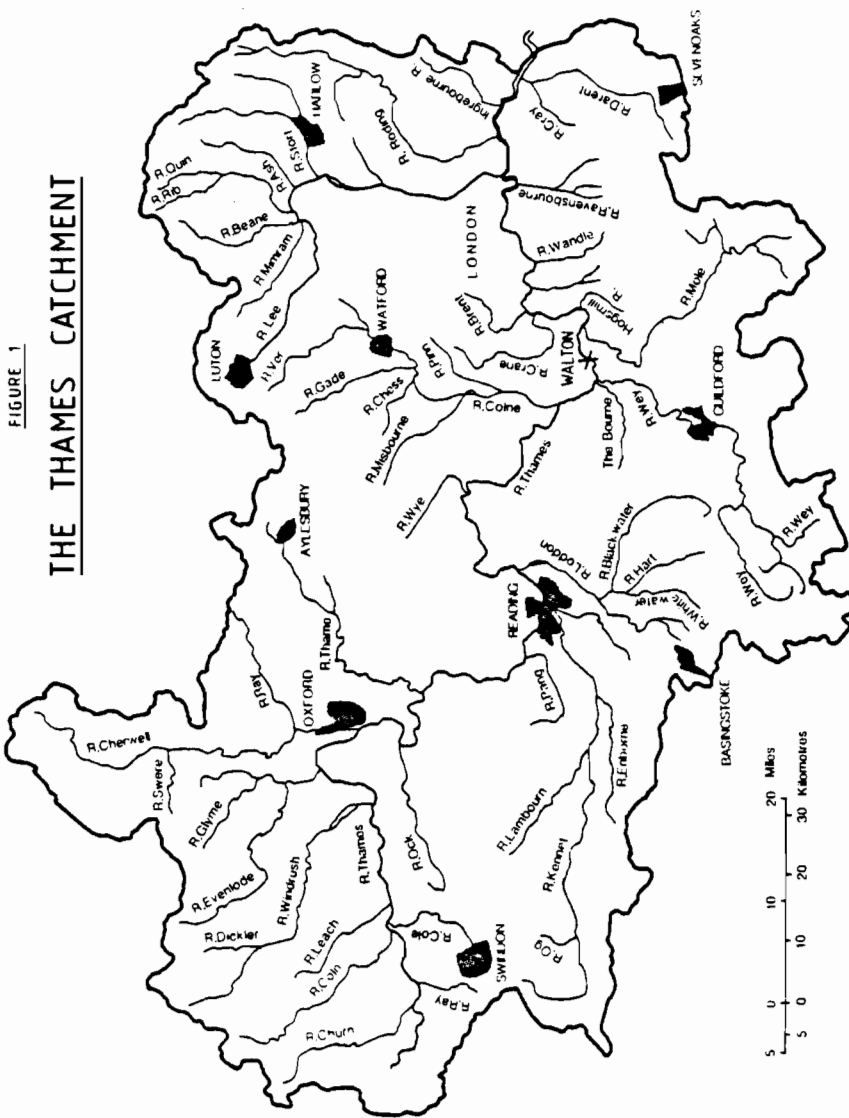 FIGURE 1
THE THAMES CATCHMENT
R.Cherwell
R.Swere
R.Glyme
R.Evenlode
R.Dickler
R.Windrush
R.Leach
R.Coln
R.Churn
R.Thames
R.Ray
R.Cole
SWINDON
R.Ock
R.Ray
OXFORD
R.Thame
AYLESBURY
R.Og
R.Kennet
R.Lambourn
R.Enborne
R.Pang
READING
R.Loddon
R.Blackwater
R.Hart
R.Whitewater
BASINGSTOKE
R.Wye
R.Thames
R.Misbourne
R.Chess
R.Gade
R.Ver
R.Colne
R.Pinn
WATFORD
LUTON
R.Lee
R.Mimram
R.Beane
R.Rib
R.Quin
R.Ash
R.Stort
HARLOW
R.Roding
Ingrebourne R.
R.Brent
R.Crane
LONDON
WALTON
The Bourne
R.Wey
GUILDFORD
R.Wey
R.Wey
R.Mole
Hogsmill R.
R.Wandle
R.Ravensbourne
R.Cray
R.Darent
SEVENOAKS
5 0 10 20 Miles
5 0 10 20 30 Kilometres